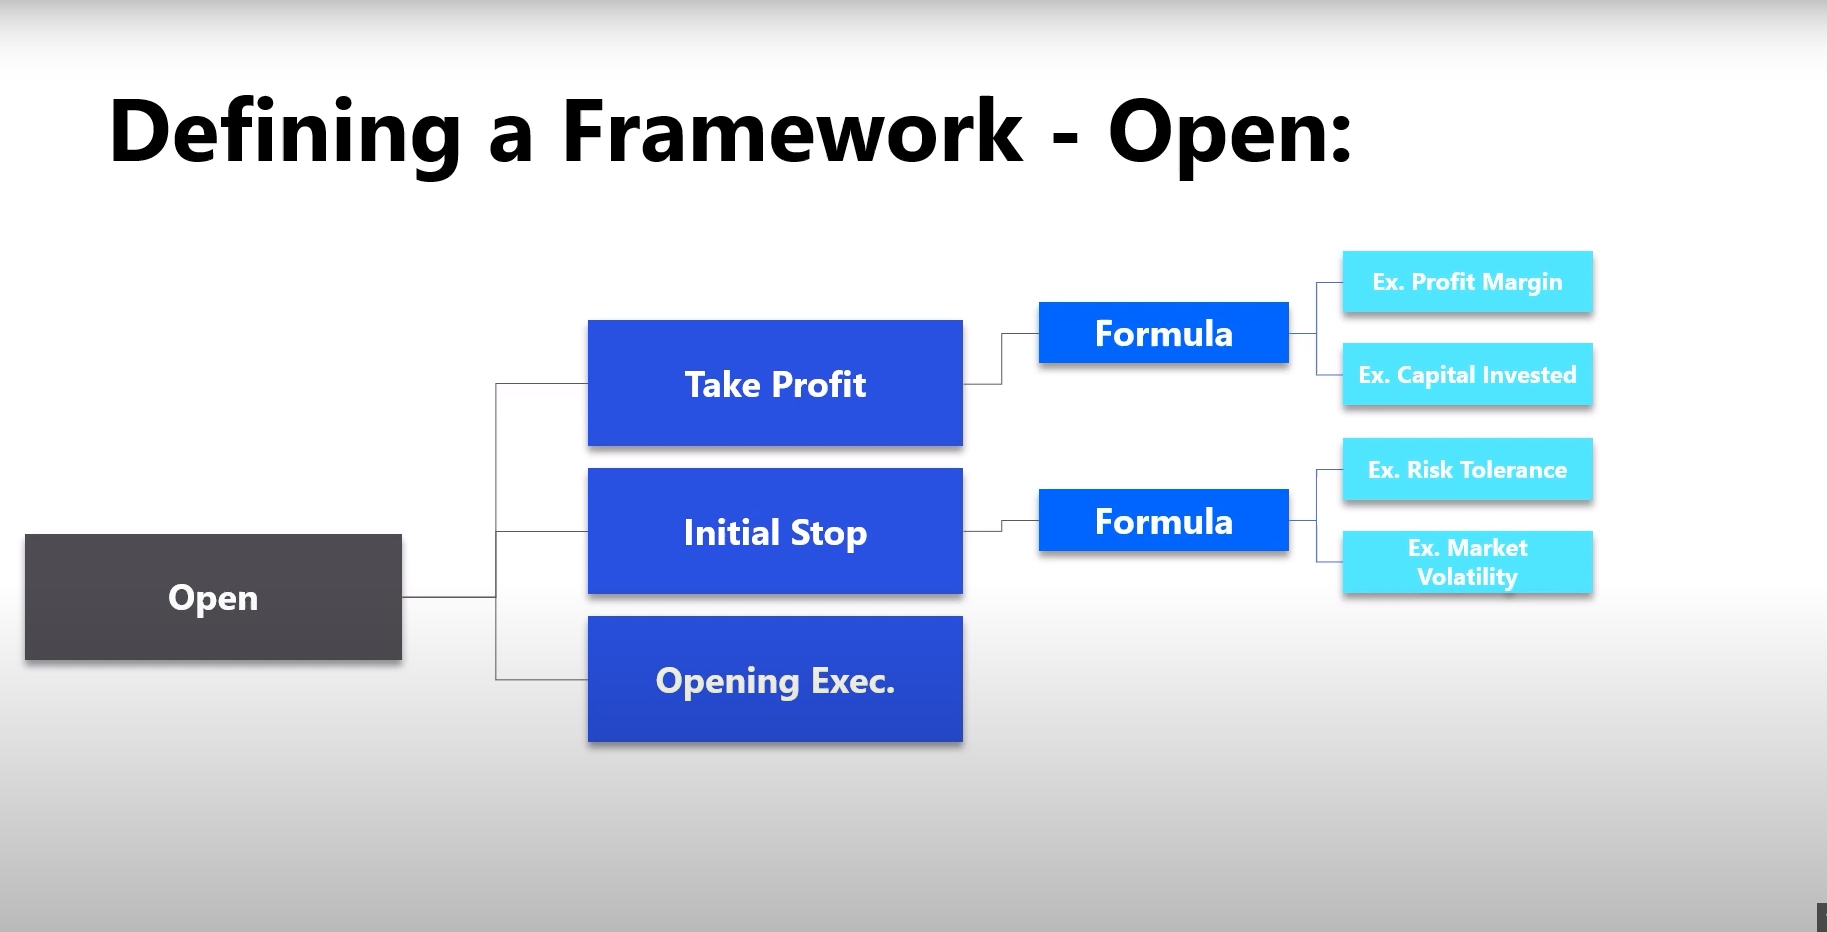 Defining a Framework - Open:
Open
Take Profit
Initial Stop
Opening Exec.
Formula
Formula
Ex. Profit Margin
Ex. Capital Invested
Ex. Risk Tolerance
Ex. Market
Volatility